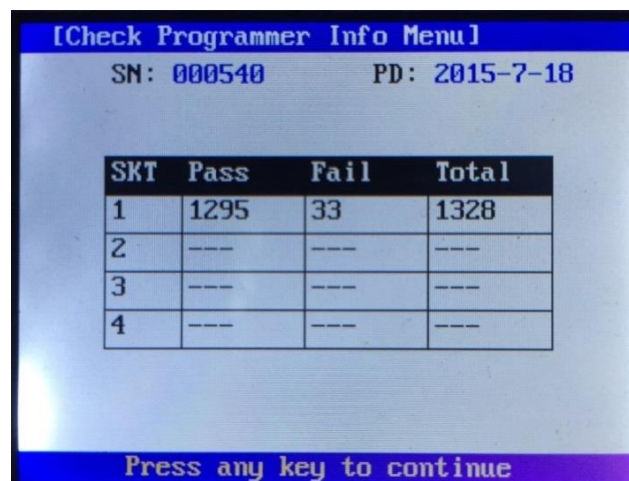 [Check Programmer Info Menu]
SN: 000540 PD: 2015-7-18
SKT Pass Fail Total
1 1295 33 1328
2 --- --- ---
3 --- --- ---
4 --- --- ---
Press any key to continue